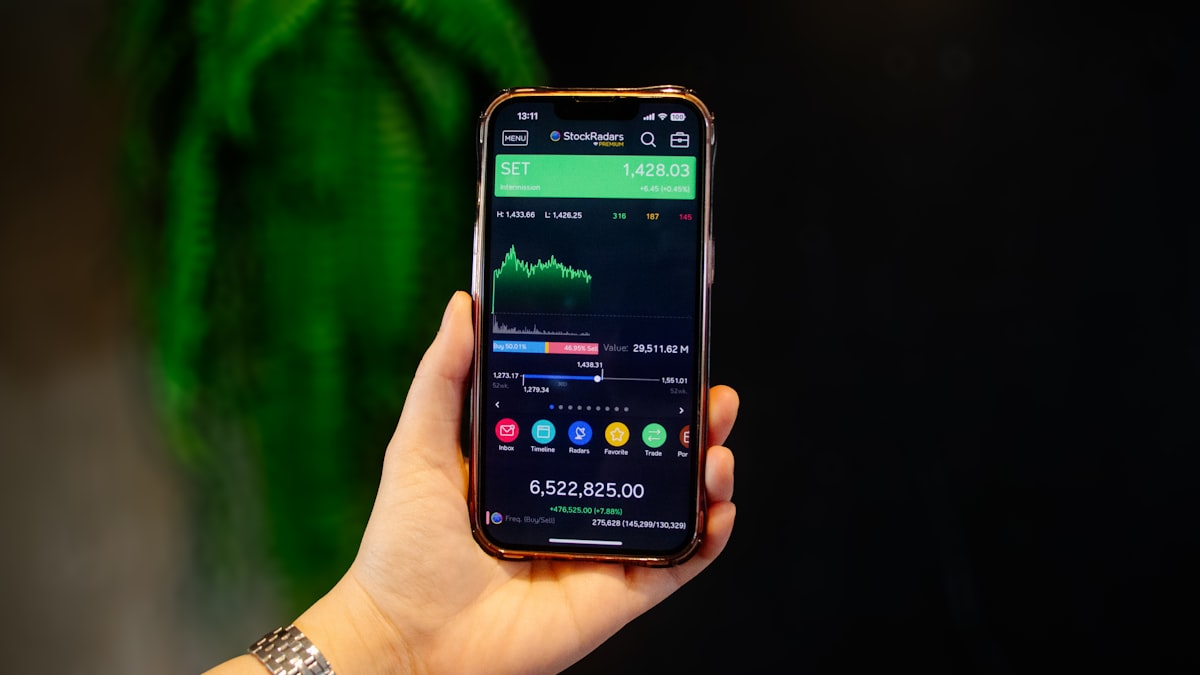 13:11 100
MENU StockRadars
PREMIUM
SET 1,428.03
Intermission +6.45 (+0.45%)
H: 1,433.66 L: 1,426.25 316 187 145
Buy 50.01% 46.95% Sell Value: 29,511.62 M
1,438.31
1,273.17 1,551.01
52wk. 52wk.
1,279.34
Inbox Timeline Radars Favorite Trade Por
6,522,825.00
+476,525.00 (+7.88%)
Freq. (Buy/Sell) 275,628 (145,299/130,329)